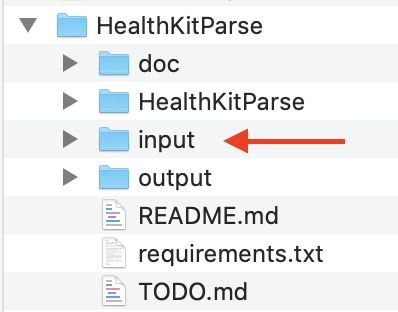 HealthKitParse
doc
HealthKitParse
input
output
README.md
requirements.txt
TODO.md